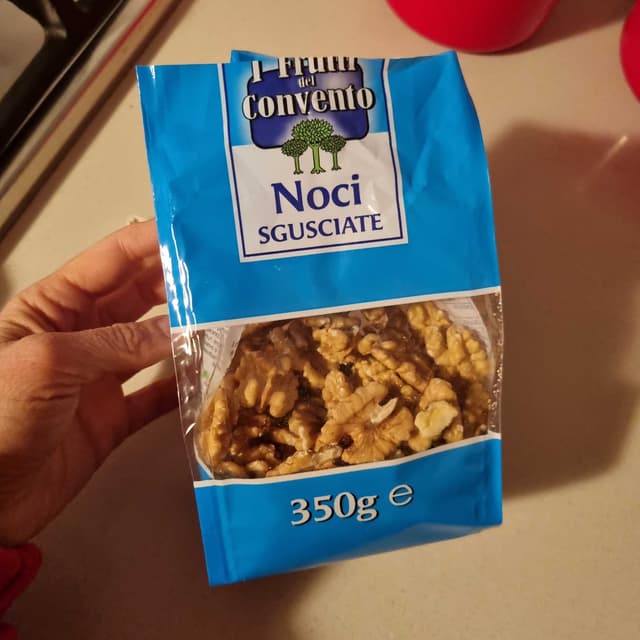 I Frutti
del
Convento
Noci
SGUSCIATE
350g e